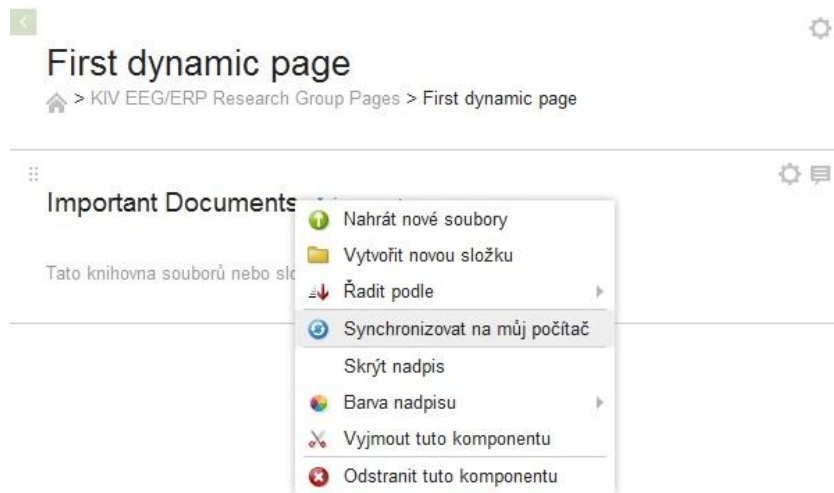 First dynamic page
> KIV EEG/ERP Research Group Pages > First dynamic page
Important Documents
Nahrát nové soubory
Vytvořit novou složku
Tato knihovna souborů nebo
Řadit podle
Synchronizovat na můj počítač
Skrýt nadpis
Barva nadpisu
Vyjmout tuto komponentu
Odstranit tuto komponentu